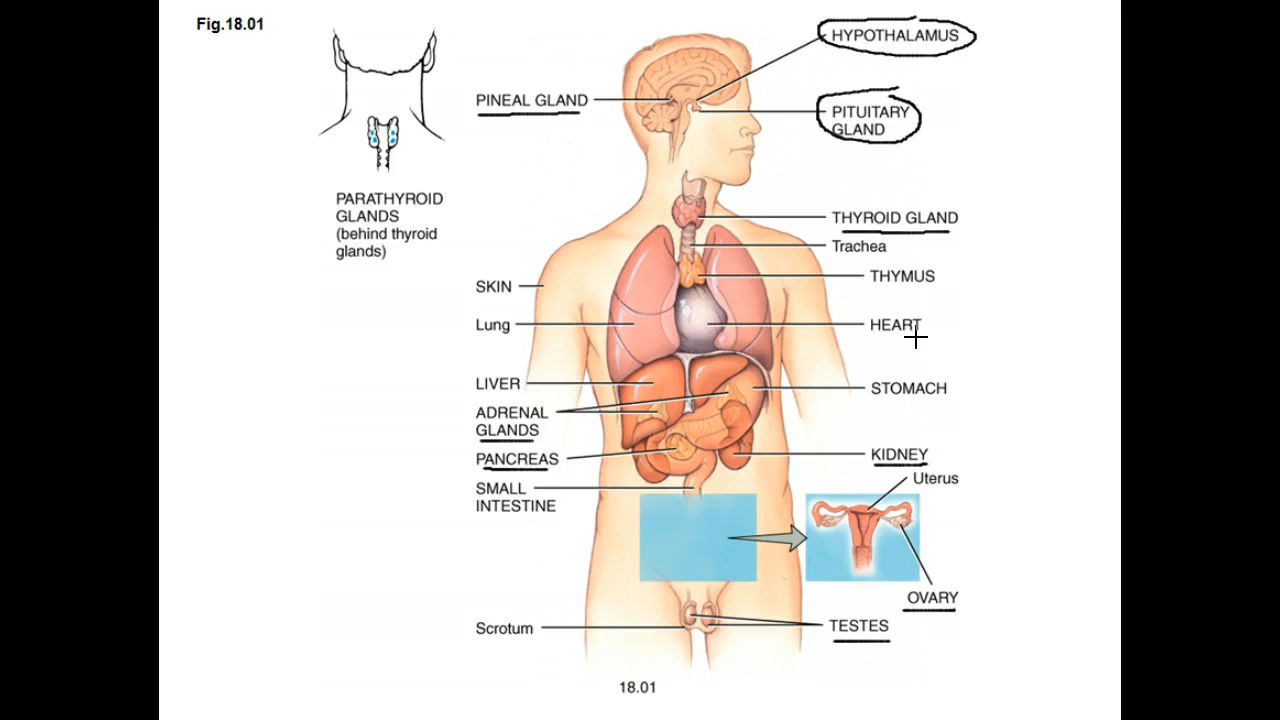 Fig.18.01
HYPOTHALAMUS
PINEAL GLAND
PITUITARY
GLAND
PARATHYROID
GLANDS
(behind thyroid
glands)
THYROID GLAND
Trachea
THYMUS
SKIN
Lung
HEART
LIVER
STOMACH
ADRENAL
GLANDS
PANCREAS
KIDNEY
Uterus
SMALL
INTESTINE
OVARY
Scrotum
TESTES
18.01